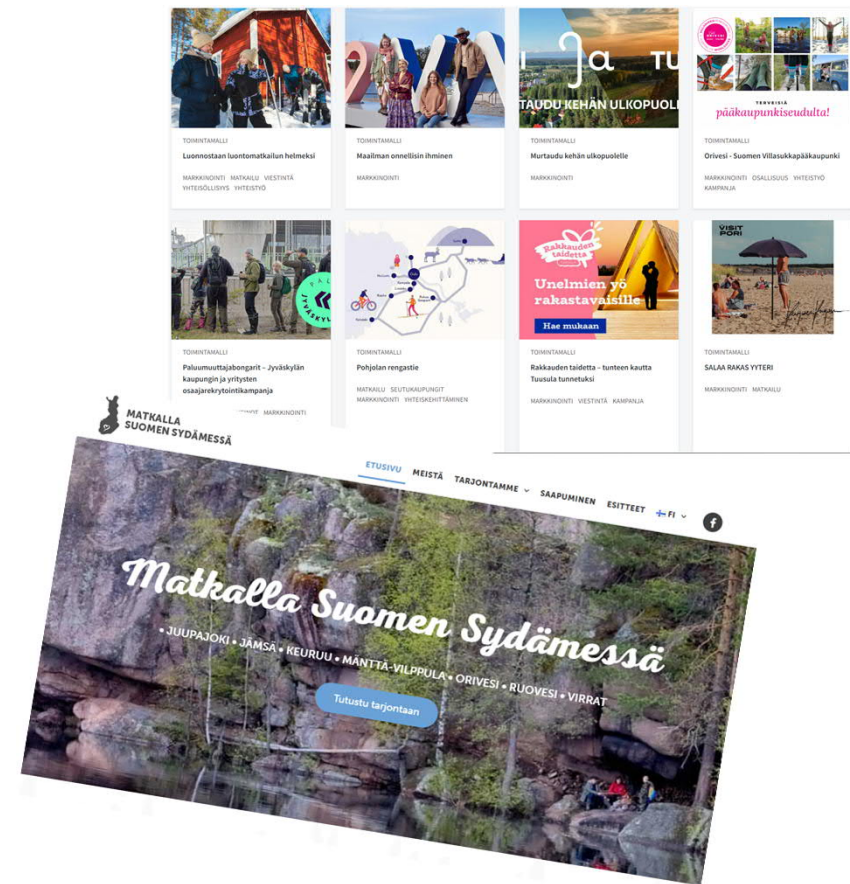 I Ja TU
TAUDU KEHÄN ULKOPUOL
TERVEISIÄ
pääkaupunkiseudulta!
TOIMINTAMALLI
Luonnostaan luontomatkailun helmeksi
MARKKINOINTI MATKAILU VIESTINTÄ
YHTEISÖLLISYYS YHTEISTYÖ
TOIMINTAMALLI
Maailman onnellisin ihminen
MARKKINOINTI
TOIMINTAMALLI
Murtaudu kehän ulkopuolelle
MARKKINOINTI
TOIMINTAMALLI
Orivesi - Suomen Villasukkapääkaupunki
MARKKINOINTI OSALLISUUS YHTEISTYÖ
KAMPANJA
Rakkauden
taidetta
Unelmien yö
rakastavaisille
Hae mukaan
VISIT
PORI
TOIMINTAMALLI
Paluumuuttajabongarit – Jyväskylän
kaupungin ja yritysten
osaajarekrytointikampanja
MARKKINOINTI
TOIMINTAMALLI
Pohjolan rengastie
MATKAILU SEUTUKAUPUNGIT
MARKKINOINTI YHTEISKEHITTÄMINEN
TOIMINTAMALLI
Rakkauden taidetta – tunteen kautta
Tuusula tunnetuksi
MARKKINOINTI VIESTINTÄ KAMPANJA
TOIMINTAMALLI
SALAA RAKAS YYTERI
MARKKINOINTI MATKAILU
MATKALLA
SUOMEN SYDÄMESSÄ
ETUSIVU MEISTÄ TARJONTAMME SAAPUMINEN ESITTEET FI
Matkalla Suomen Sydämessä
• JUUPAJOKI • JÄMSÄ • KEURUU • MÄNTTÄ-VILPPULA • ORIVESI • RUOVESI • VIRRAT
Tutustu tarjontaan